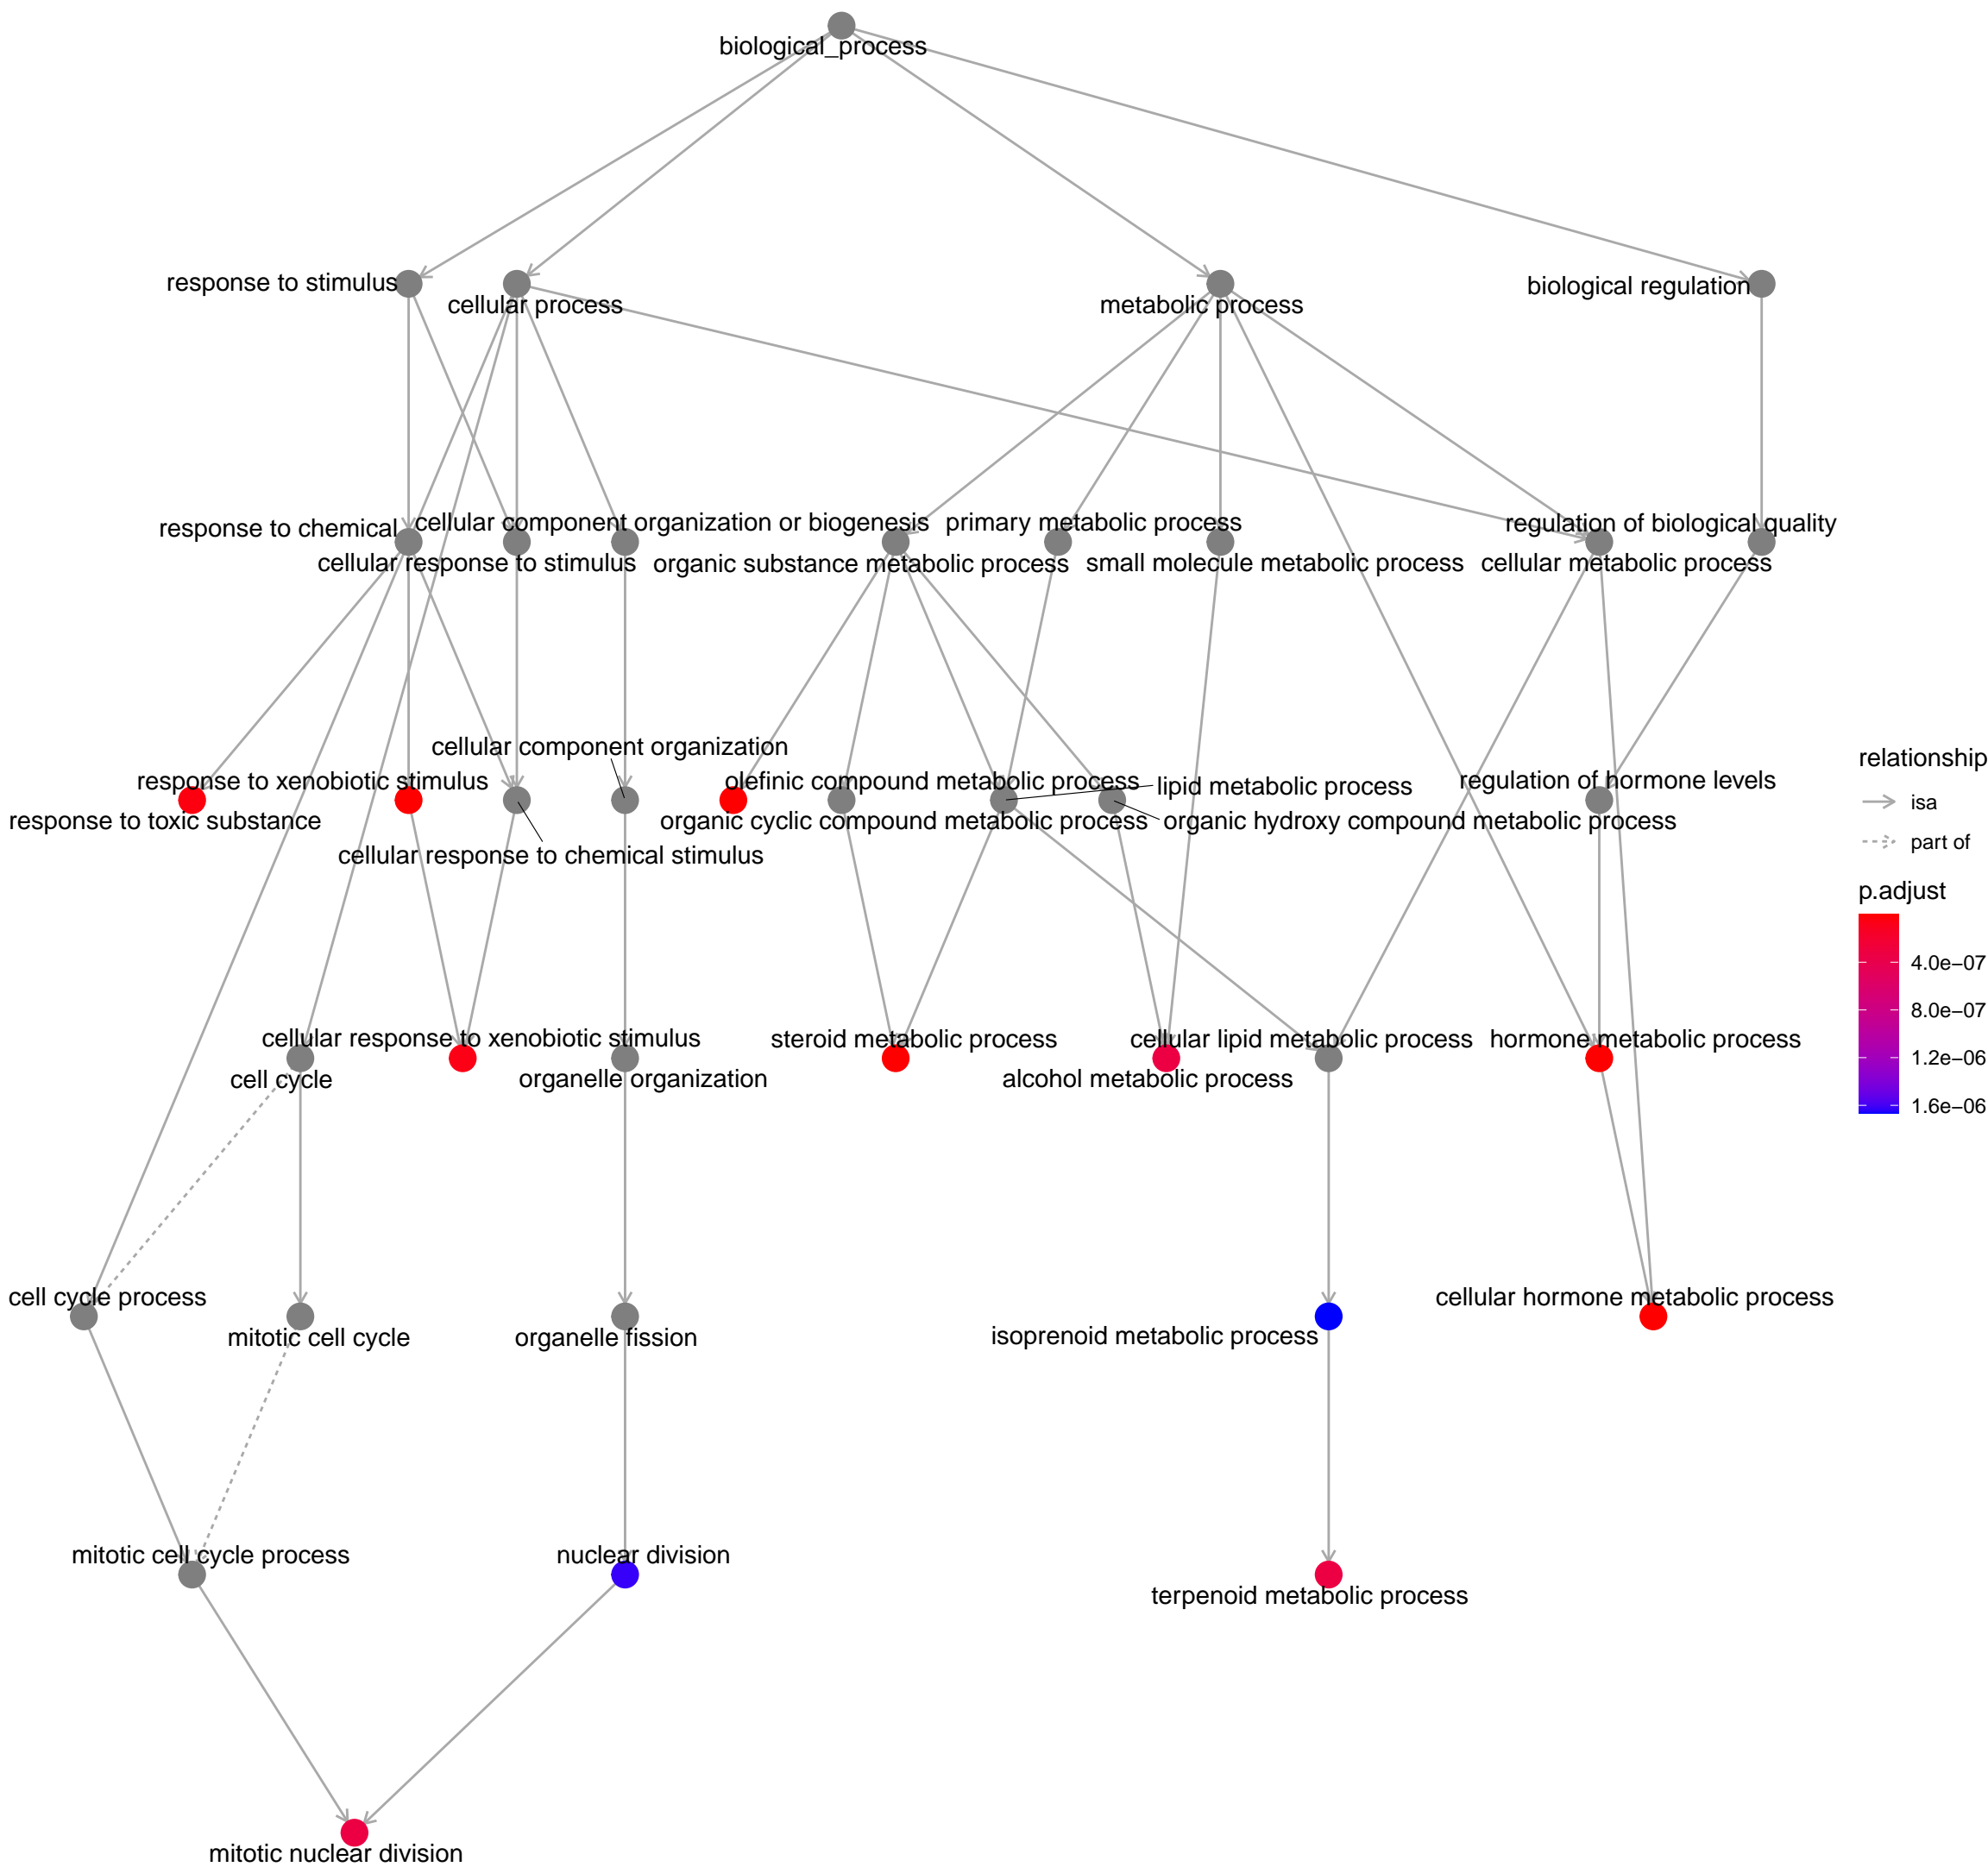 biological_process
response to stimulus
cellular process
metabolic process
biological regulation
response to chemical
cellular component organization or biogenesis
primary metabolic process
regulation of biological quality
cellular response to stimulus
organic substance metabolic process
small molecule metabolic process
cellular metabolic process
cellular component organization
response to xenobiotic stimulus
olefinic compound metabolic process
lipid metabolic process
regulation of hormone levels
response to toxic substance
organic cyclic compound metabolic process
organic hydroxy compound metabolic process
cellular response to chemical stimulus
relationship
isa
part of
p.adjust
4.0e−07
8.0e−07
1.2e−06
1.6e−06
cellular response to xenobiotic stimulus
steroid metabolic process
cellular lipid metabolic process
hormone metabolic process
cell cycle
organelle organization
alcohol metabolic process
cell cycle process
cellular hormone metabolic process
mitotic cell cycle
organelle fission
isoprenoid metabolic process
mitotic cell cycle process
nuclear division
terpenoid metabolic process
mitotic nuclear division